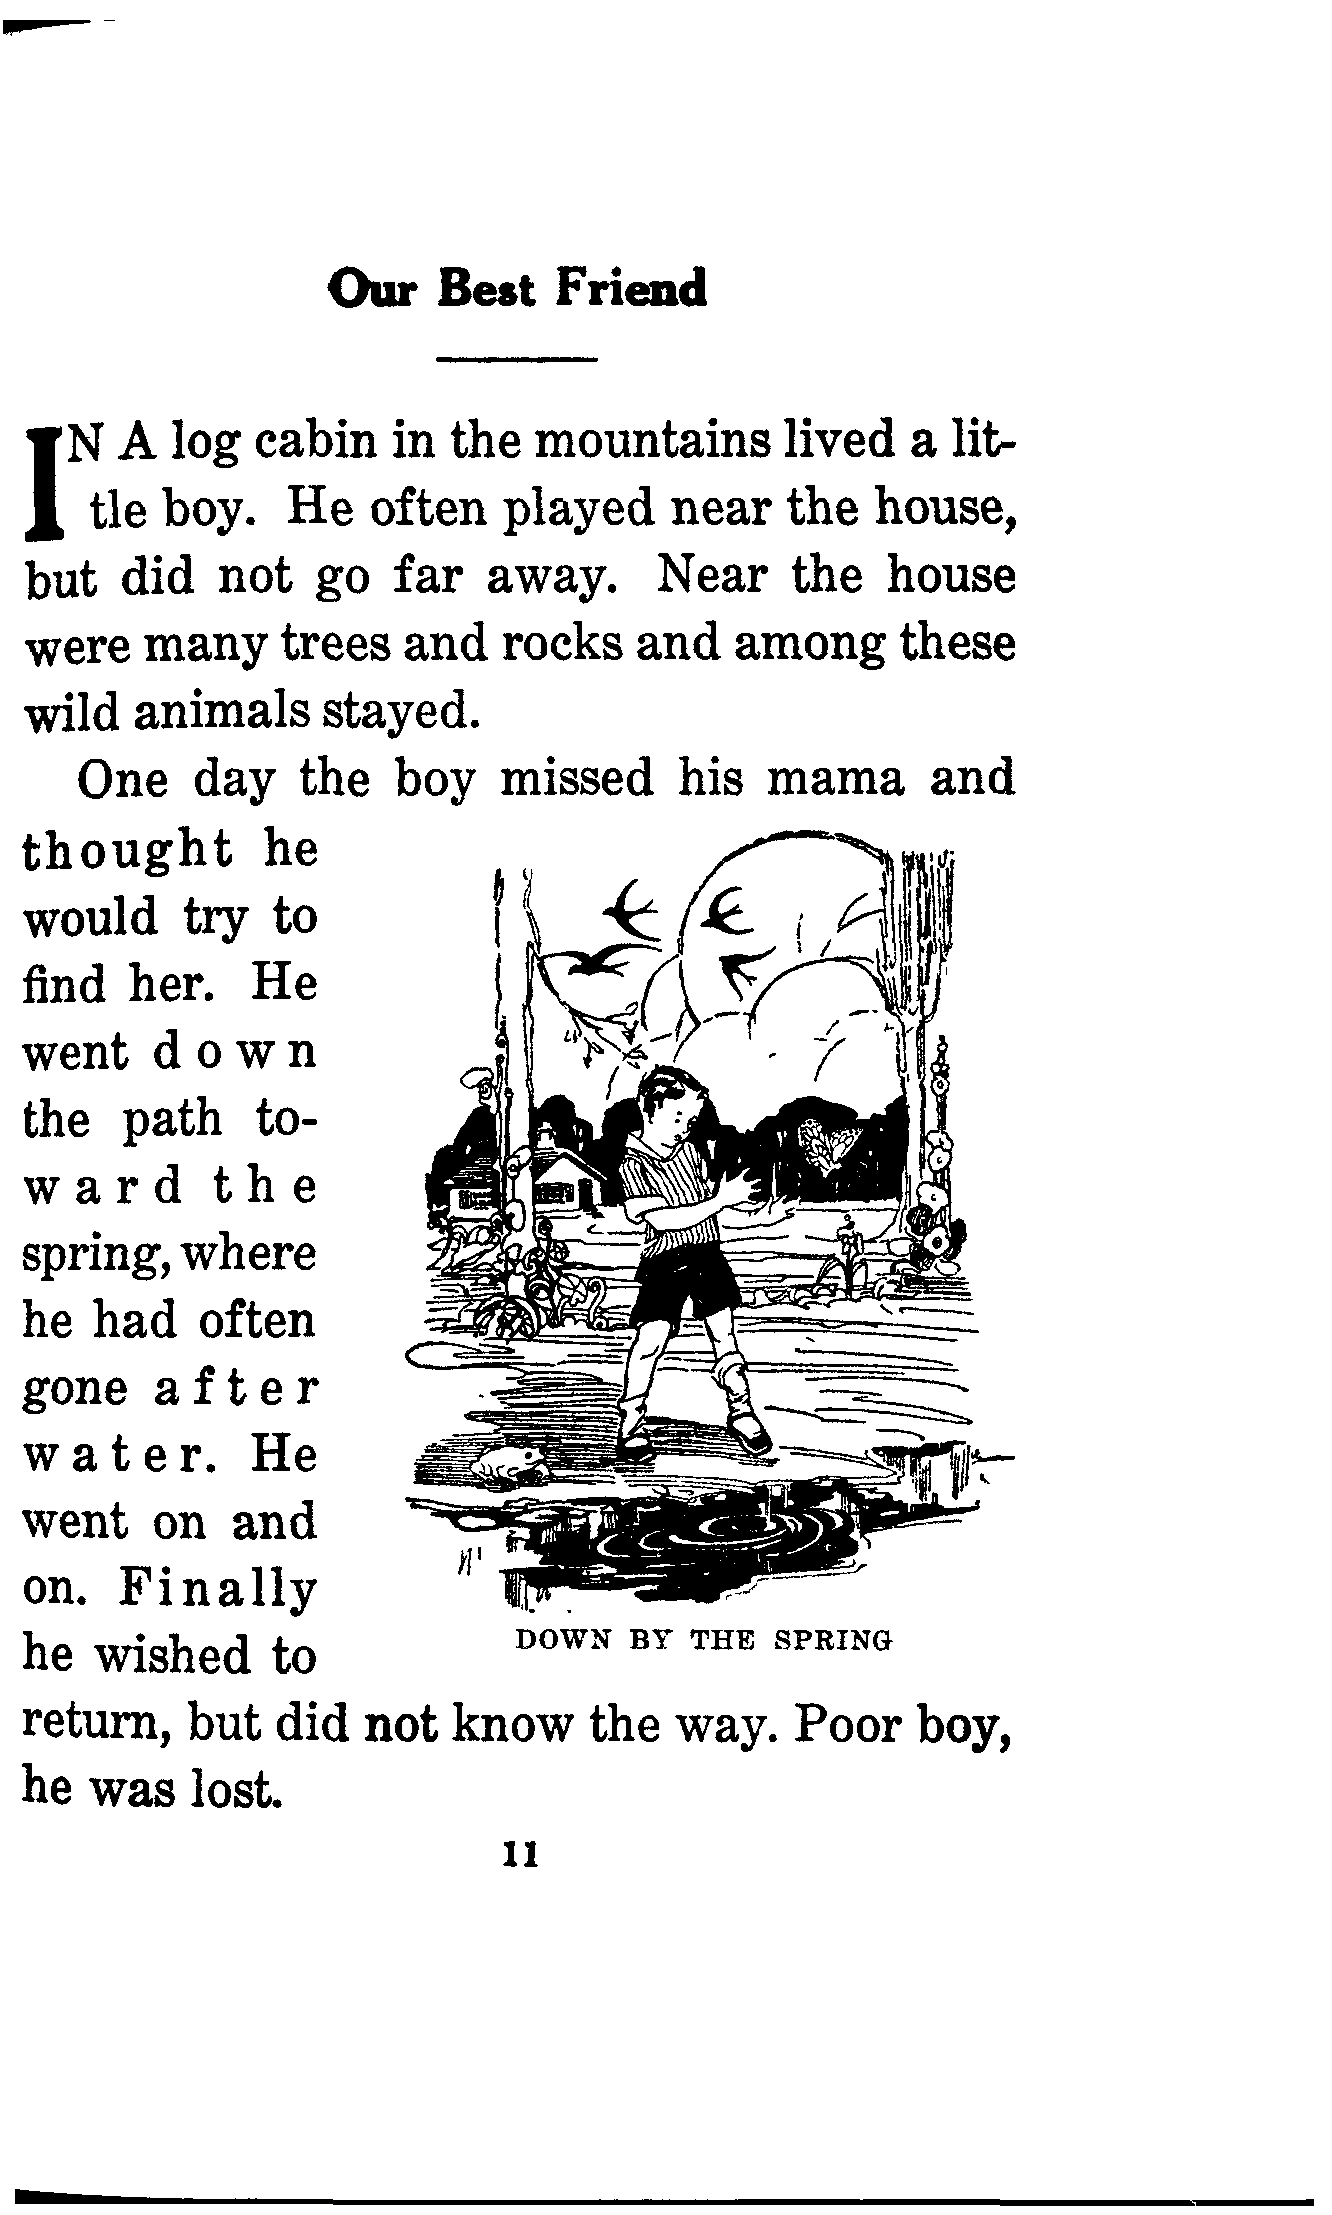 Our Best Friend
IN A log cabin in the mountains lived a lit-
tle boy. He often played near the house,
but did not go far away. Near the house
were many trees and rocks and among these
wild animals stayed.
One day the boy missed his mama and
thought he
would try to
find her. He
went down
the path to-
ward the
spring, where
he had often
gone after
water. He
went on and
on. Finally
he wished to
DOWN BY THE SPRING
return, but did not know the way. Poor boy,
he was lost.
11